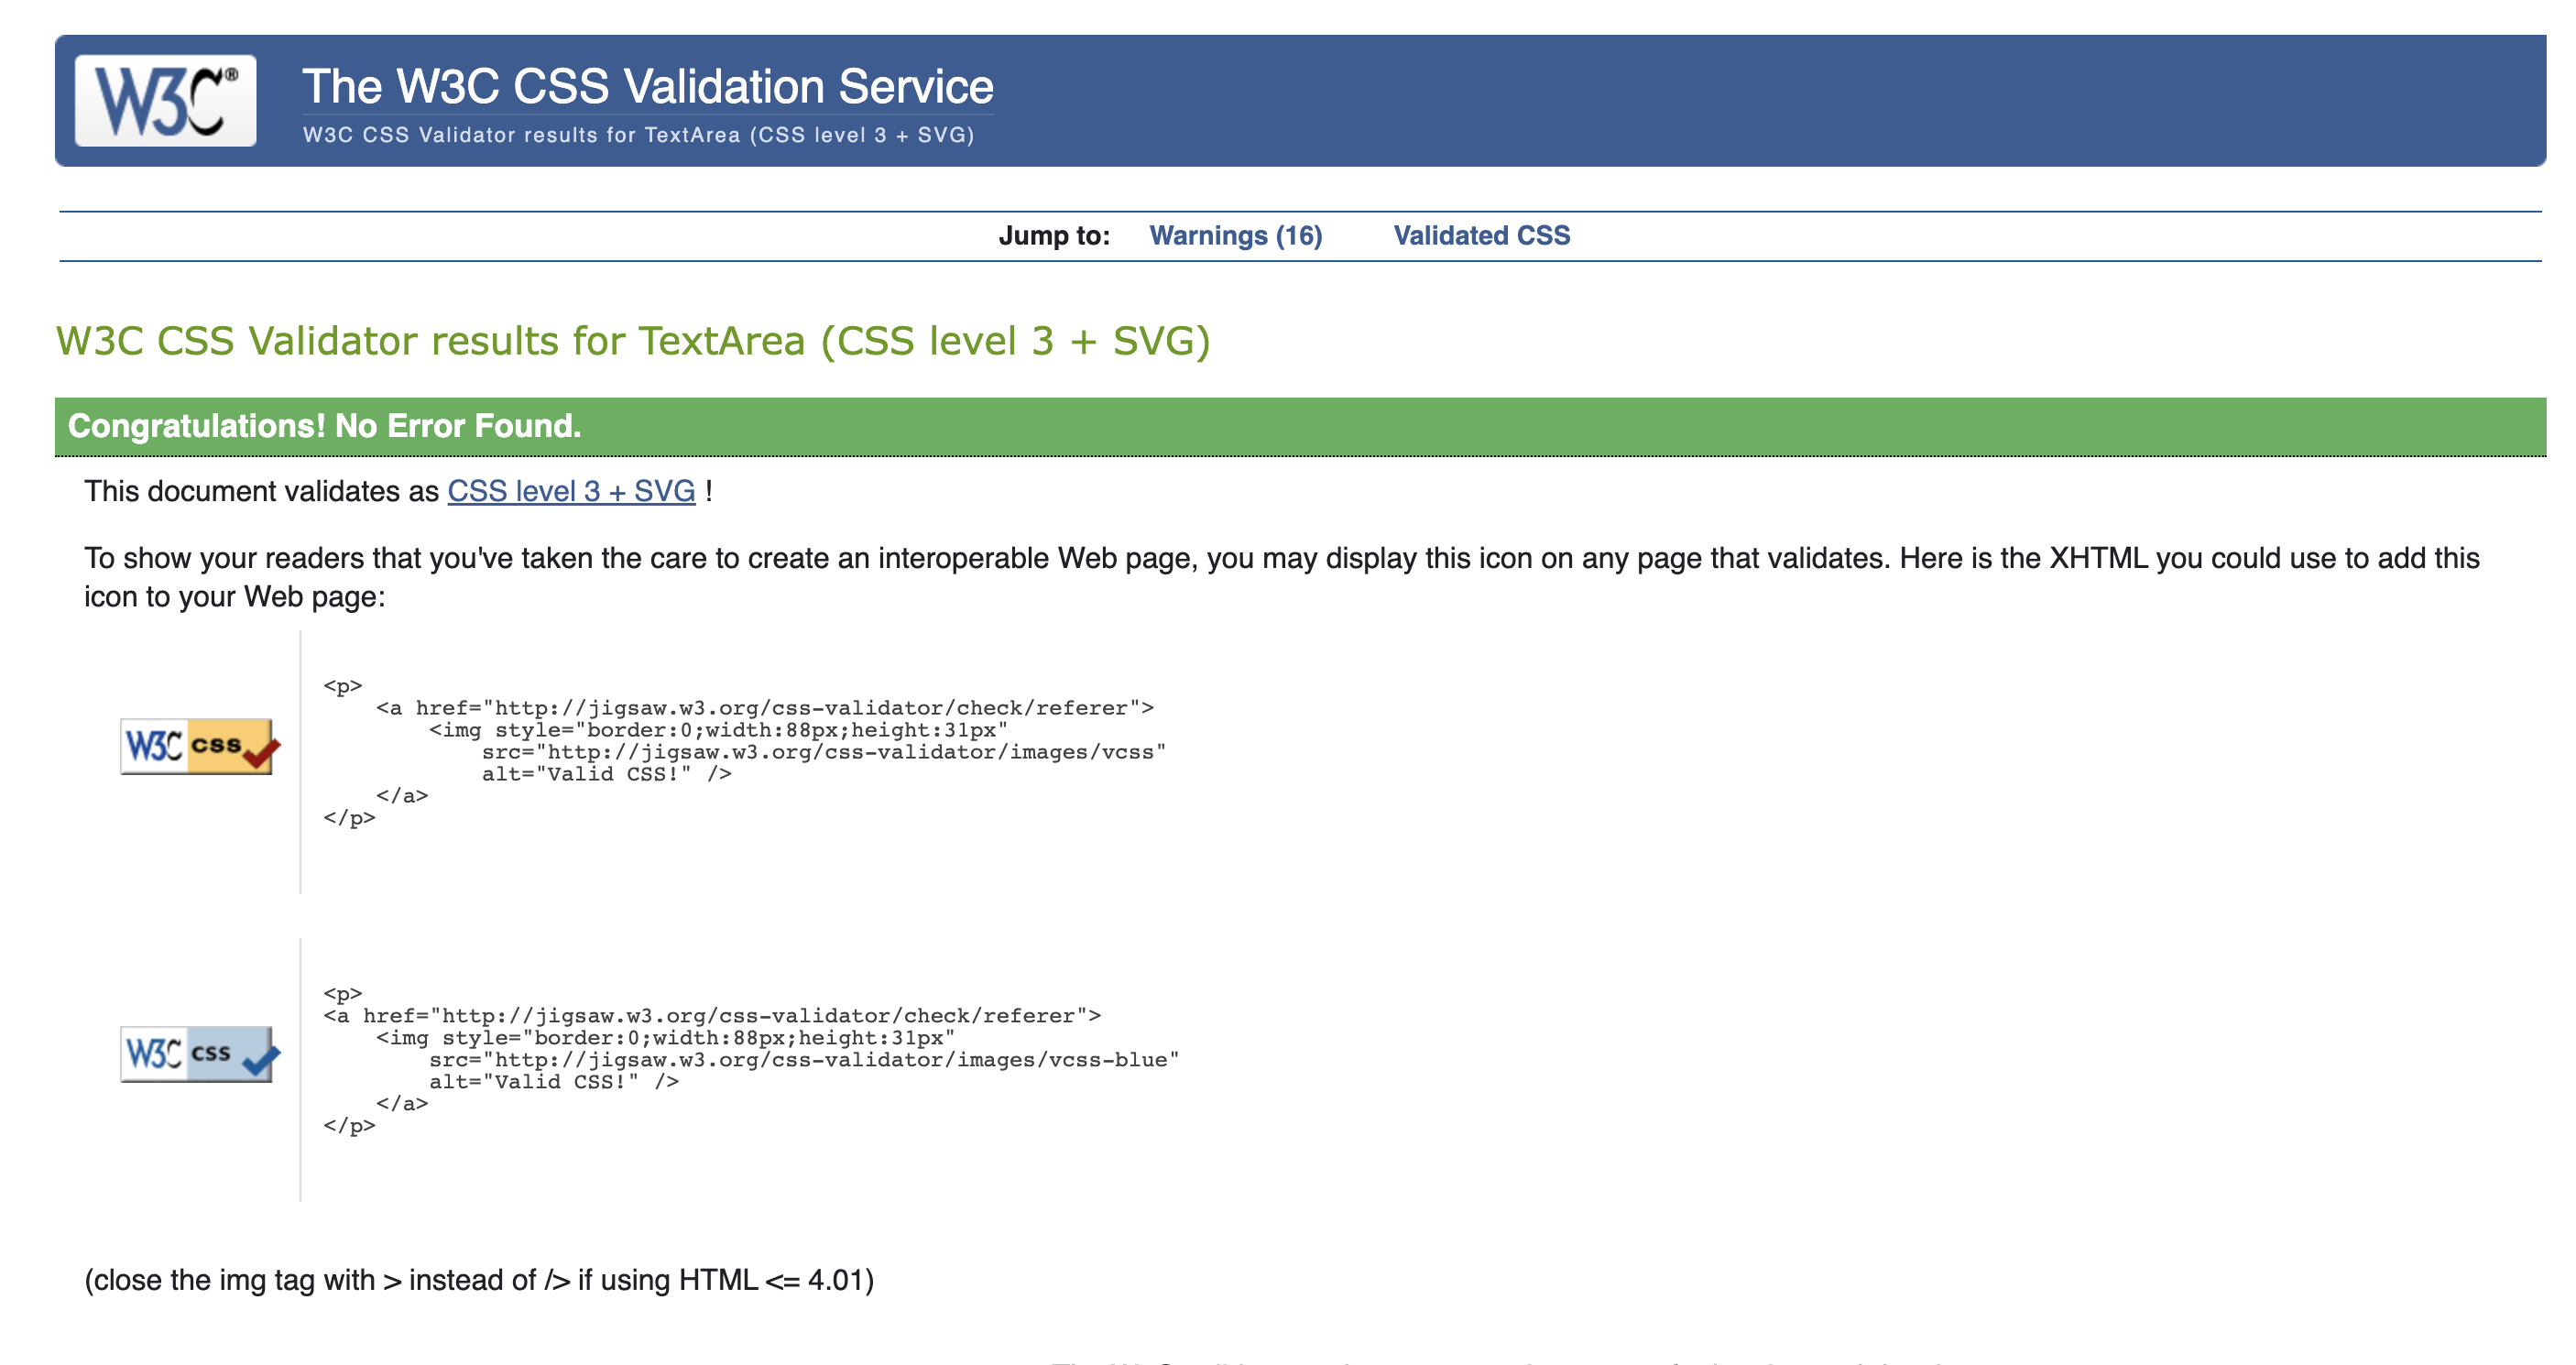 W3C®
The W3C CSS Validation Service
W3C CSS Validator results for TextArea (CSS level 3 + SVG)
Jump to: Warnings (16) Validated CSS
W3C CSS Validator results for TextArea (CSS level 3 + SVG)
Congratulations! No Error Found.
This document validates as CSS level 3 + SVG !
To show your readers that you've taken the care to create an interoperable Web page, you may display this icon on any page that validates. Here is the XHTML you could use to add this
icon to your Web page:
W3C css
<p>
    <a href="http://jigsaw.w3.org/css-validator/check/referer">
        <img style="border:0;width:88px;height:31px"
            src="http://jigsaw.w3.org/css-validator/images/vcss"
            alt="Valid CSS!" />
    </a>
</p>
W3C css
<p>
<a href="http://jigsaw.w3.org/css-validator/check/referer">
    <img style="border:0;width:88px;height:31px"
        src="http://jigsaw.w3.org/css-validator/images/vcss-blue"
        alt="Valid CSS!" />
    </a>
</p>
(close the img tag with > instead of /> if using HTML <= 4.01)